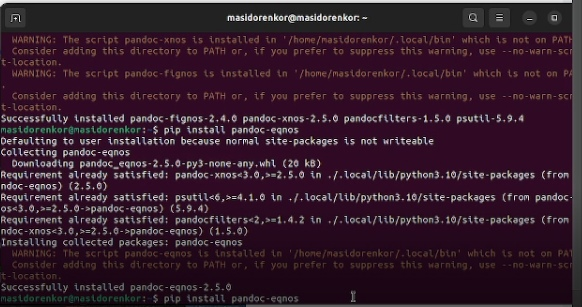 masidorenkor@masidorenkor: ~
WARNING: The script pandoc-xnos is installed in '/home/masidorenkor/.local/bin' which is not on PATH
Consider adding this directory to PATH or, if you prefer to suppress this warning, use --no-warn-scr
t-location.
WARNING: The script pandoc-fignos is installed in '/home/masidorenkor/.local/bin' which is not on PA
.
Consider adding this directory to PATH or, if you prefer to suppress this warning, use --no-warn-scr
t-location.
Successfully installed pandoc-fignos-2.4.0 pandoc-xnos-2.5.0 pandocfilters-1.5.0 psutil-5.9.4
masidorenkor@masidorenkor:~$ pip install pandoc-eqnos
Defaulting to user installation because normal site-packages is not writeable
Collecting pandoc-eqnos
Downloading pandoc_eqnos-2.5.0-py3-none-any.whl (20 kB)
Requirement already satisfied: pandoc-xnos<3.0,>=2.5.0 in ./.local/lib/python3.10/site-packages (from
ndoc-eqnos) (2.5.0)
Requirement already satisfied: psutil<6,>=4.1.0 in ./.local/lib/python3.10/site-packages (from pandoc-
os<3.0,>=2.5.0->pandoc-eqnos) (5.9.4)
Requirement already satisfied: pandocfilters<2,>=1.4.2 in ./.local/lib/python3.10/site-packages (from
ndoc-xnos<3.0,>=2.5.0->pandoc-eqnos) (1.5.0)
Installing collected packages: pandoc-eqnos
WARNING: The script pandoc-eqnos is installed in '/home/masidorenkor/.local/bin' which is not on PAT
Consider adding this directory to PATH or, if you prefer to suppress this warning, use --no-warn-scr
t-location.
Successfully installed pandoc-eqnos-2.5.0
masidorenkor@masidorenkor:~$ pip install pandoc-eqnos